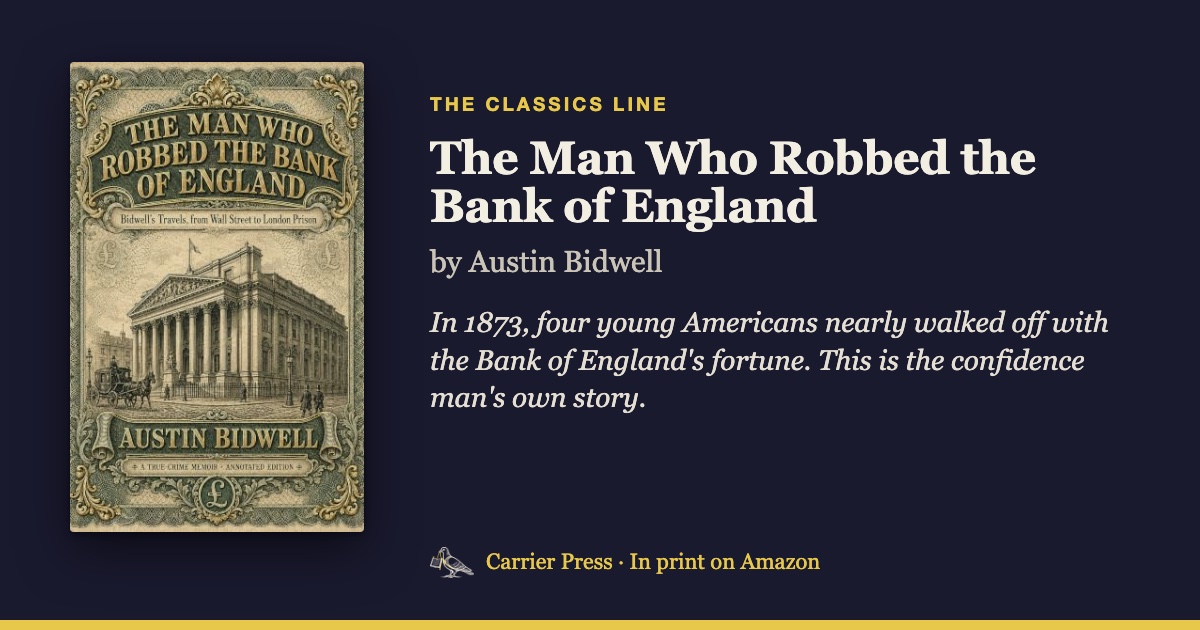 THE MAN WHO
ROBBED THE BANK
OF ENGLAND
Bidwell's Travels, from Wall Street to London Prison
£
£
AUSTIN BIDWELL
A TRUE CRIME MEMOIR · ANNOTATED EDITION
£
THE CLASSICS LINE
The Man Who Robbed the
Bank of England
by Austin Bidwell
In 1873, four young Americans nearly walked off with
the Bank of England's fortune. This is the confidence
man's own story.
Carrier Press · In print on Amazon